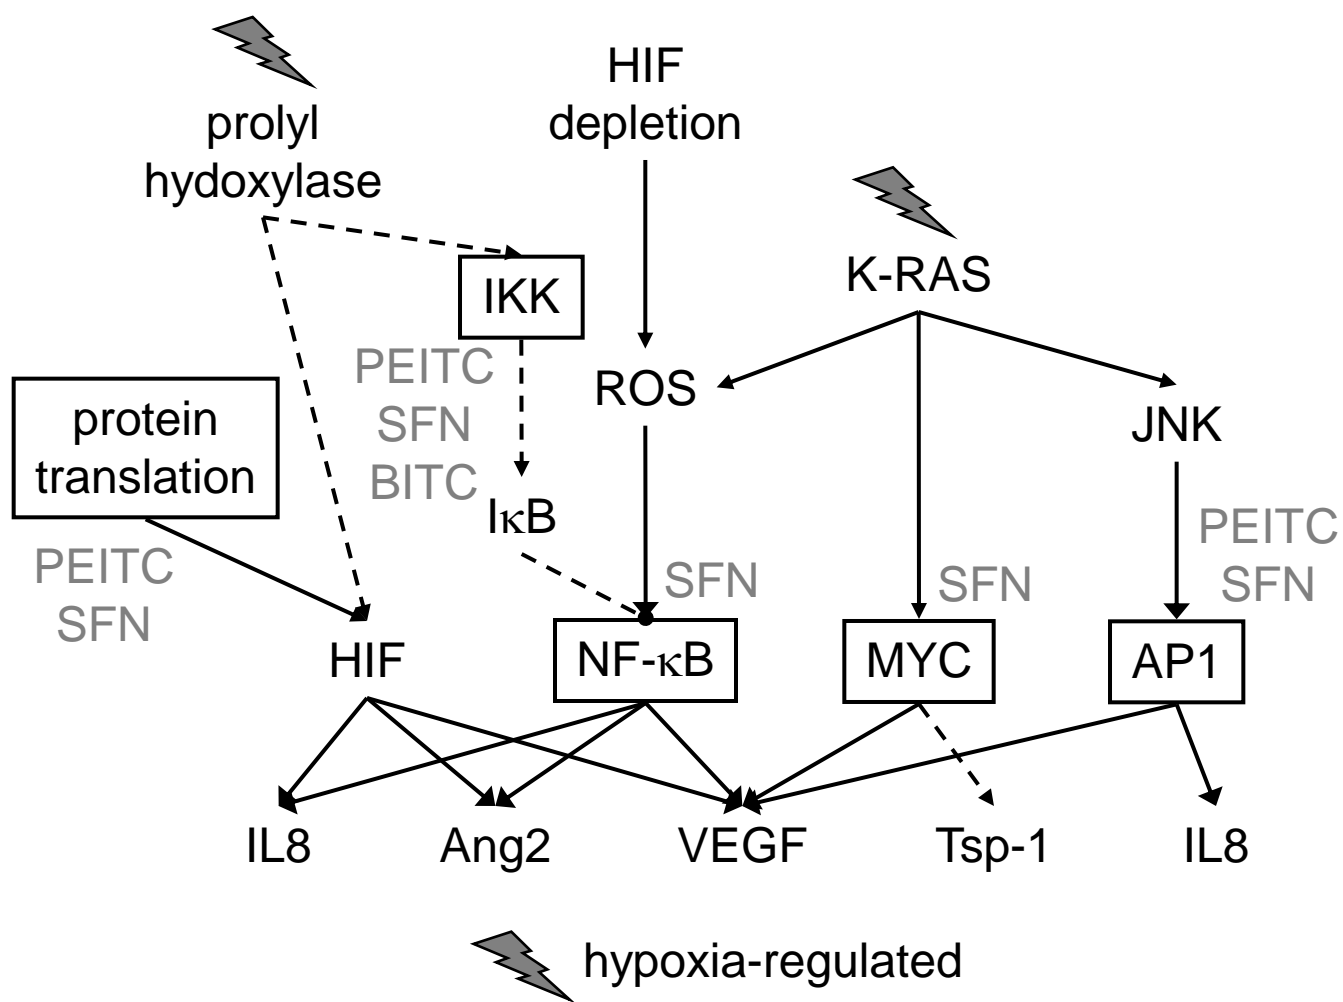 HIF
depletion
prolyl
hydoxylase
K-RAS
IKK
PEITC
SFN
BITC
ROS
protein
translation
JNK
IκB
PEITC
SFN
PEITC
SFN
SFN
SFN
HIF
NF-κB
MYC
AP1
IL8
Ang2
VEGF
Tsp-1
IL8
hypoxia-regulated